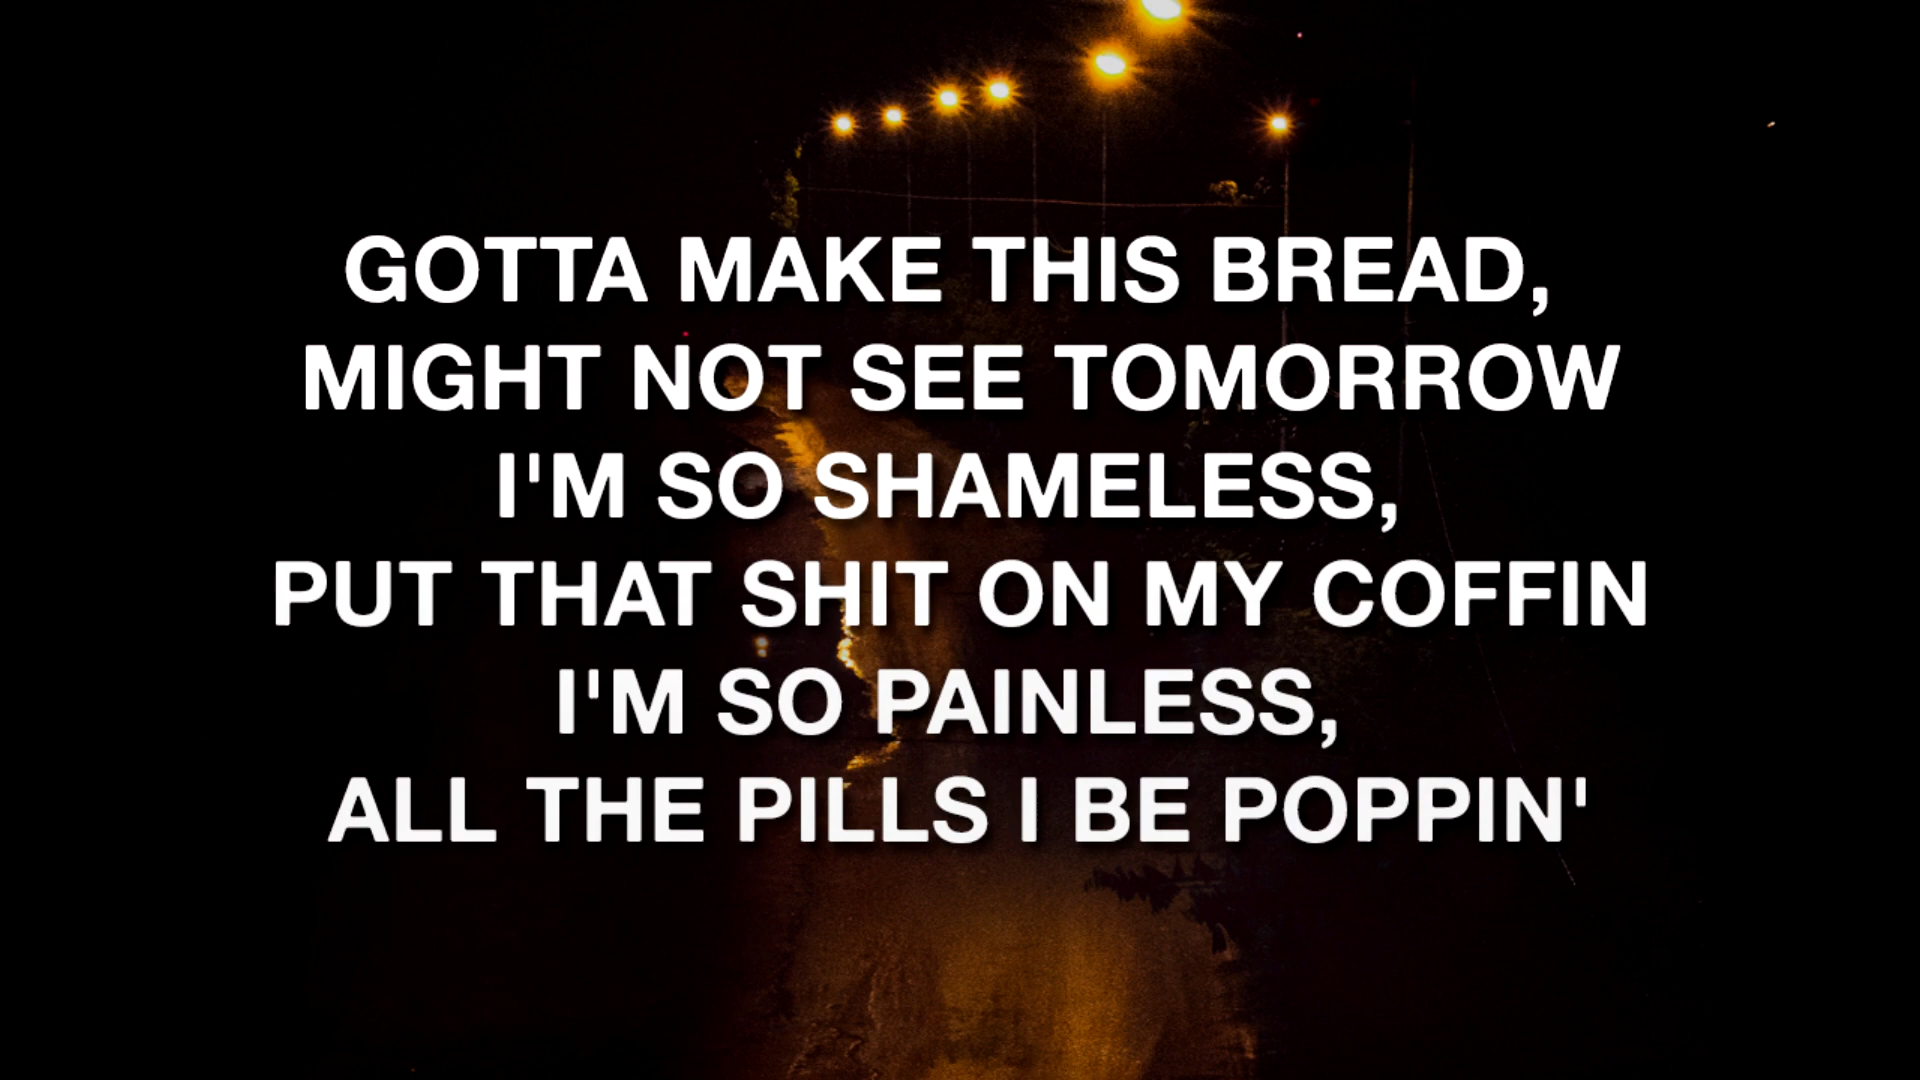 GOTTA MAKE THIS BREAD,
MIGHT NOT SEE TOMORROW
I'M SO SHAMELESS,
PUT THAT SHIT ON MY COFFIN
I'M SO PAINLESS,
ALL THE PILLS I BE POPPIN'